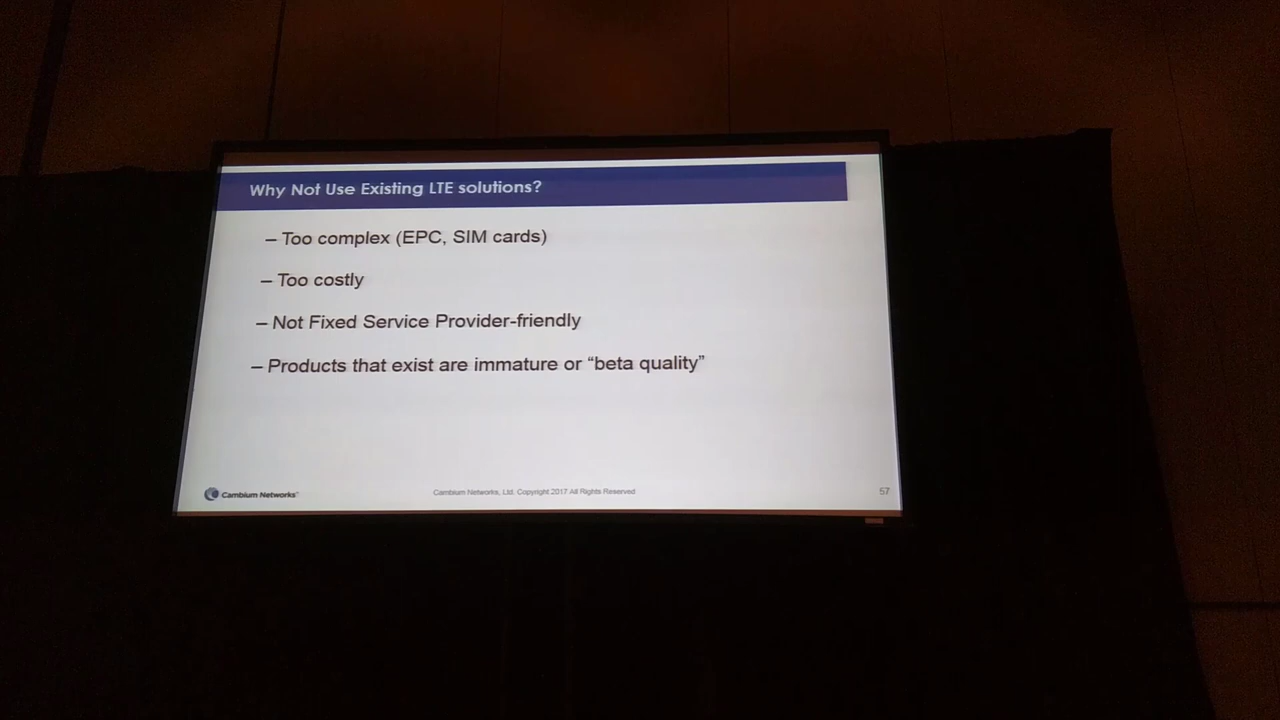 Why Not Use Existing LTE solutions?
– Too complex (EPC, SIM cards)
– Too costly
– Not Fixed Service Provider-friendly
– Products that exist are immature or “beta quality”
Cambium Networks™
Cambium Networks, Ltd. Copyright 2017 All Rights Reserved
57